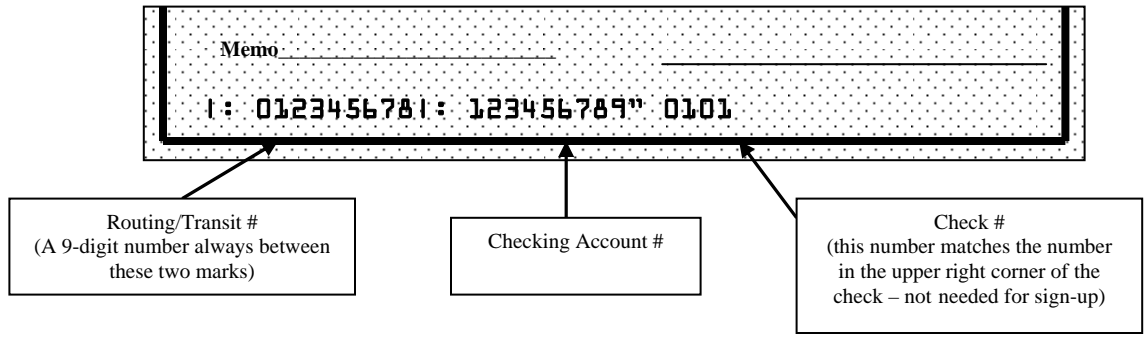 Memo
|: 012345678|: 123456789" 0101
Routing/Transit #
(A 9-digit number always between
these two marks)
Checking Account #
Check #
(this number matches the number
in the upper right corner of the
check – not needed for sign-up)